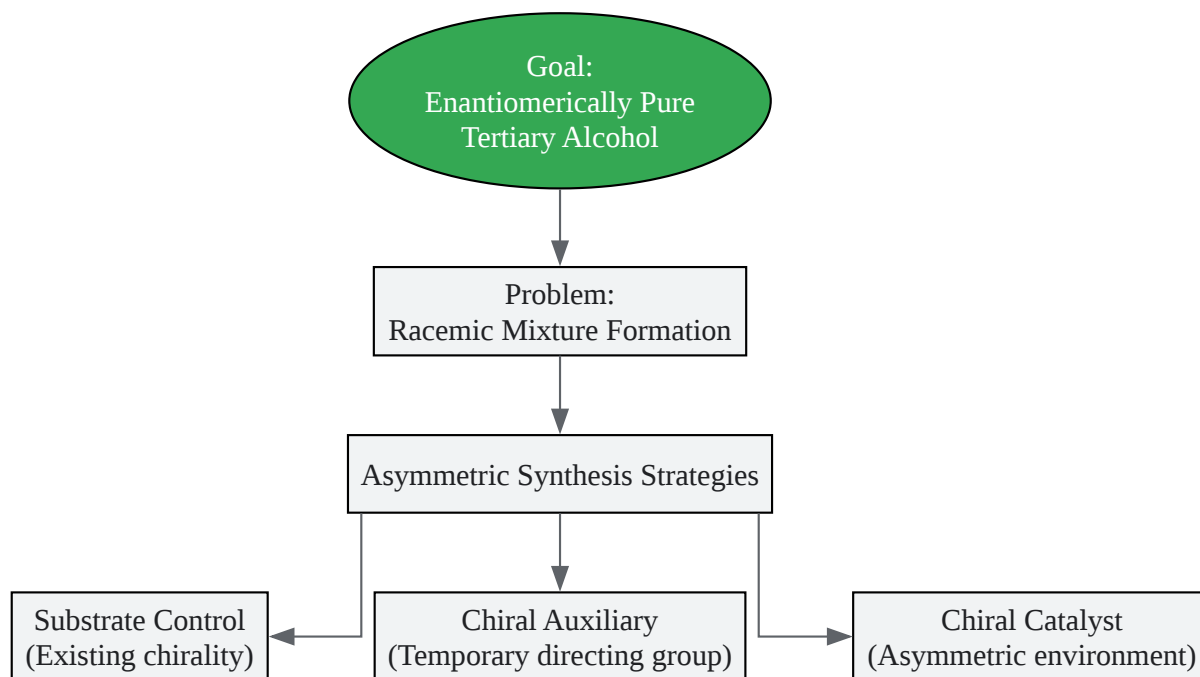 Goal:
Enantiomerically Pure
Tertiary Alcohol
Problem:
Racemic Mixture Formation
Asymmetric Synthesis Strategies
Substrate Control
(Existing chirality)
Chiral Auxiliary
(Temporary directing group)
Chiral Catalyst
(Asymmetric environment)